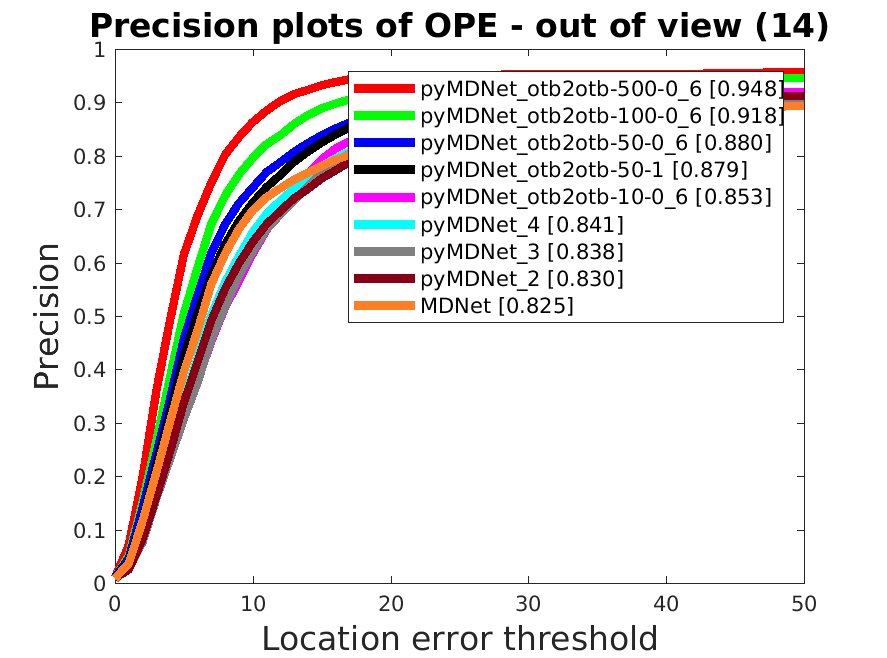 Precision plots of OPE - out of view (14)
1
0.9
0.8
0.7
0.6
0.5
0.4
0.3
0.2
0.1
0
Precision
pyMDNet_otb2otb-500-0_6 [0.948]
pyMDNet_otb2otb-100-0_6 [0.918]
pyMDNet_otb2otb-50-0_6 [0.880]
pyMDNet_otb2otb-50-1 [0.879]
pyMDNet_otb2otb-10-0_6 [0.853]
pyMDNet_4 [0.841]
pyMDNet_3 [0.838]
pyMDNet_2 [0.830]
MDNet [0.825]
0 10 20 30 40 50
Location error threshold